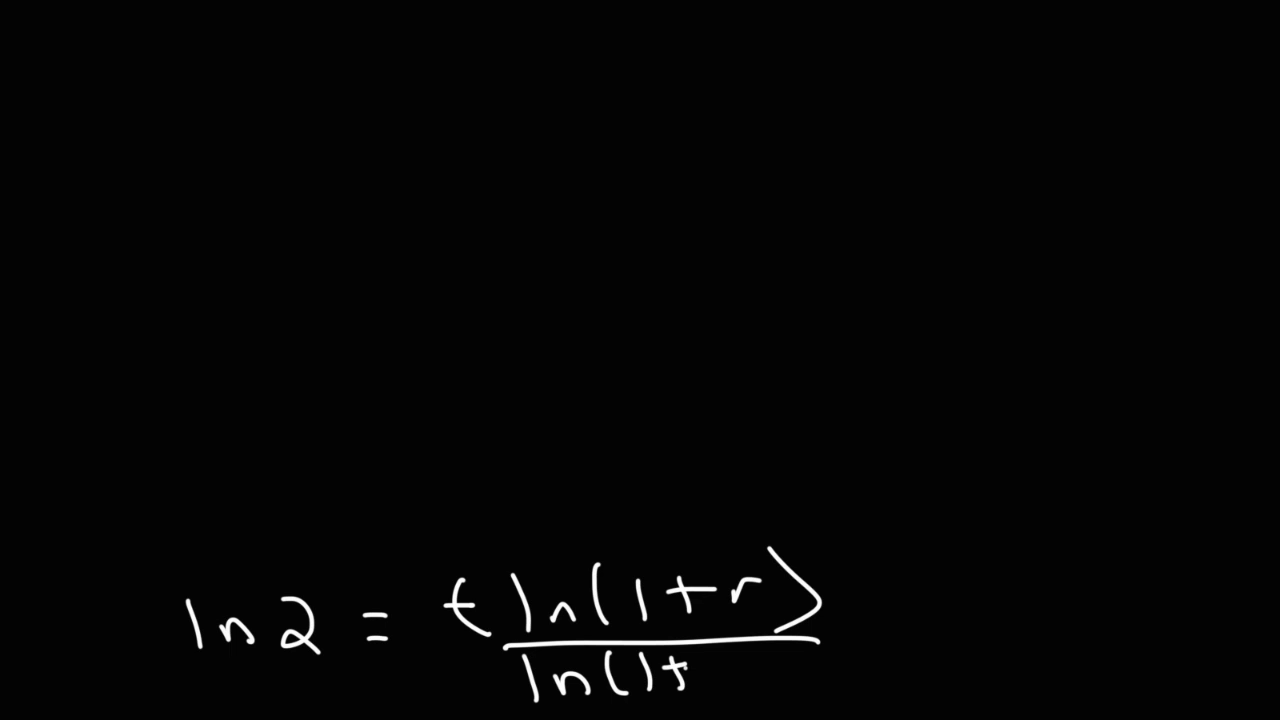 ln 2 = t ln(1+r)
ln(1+